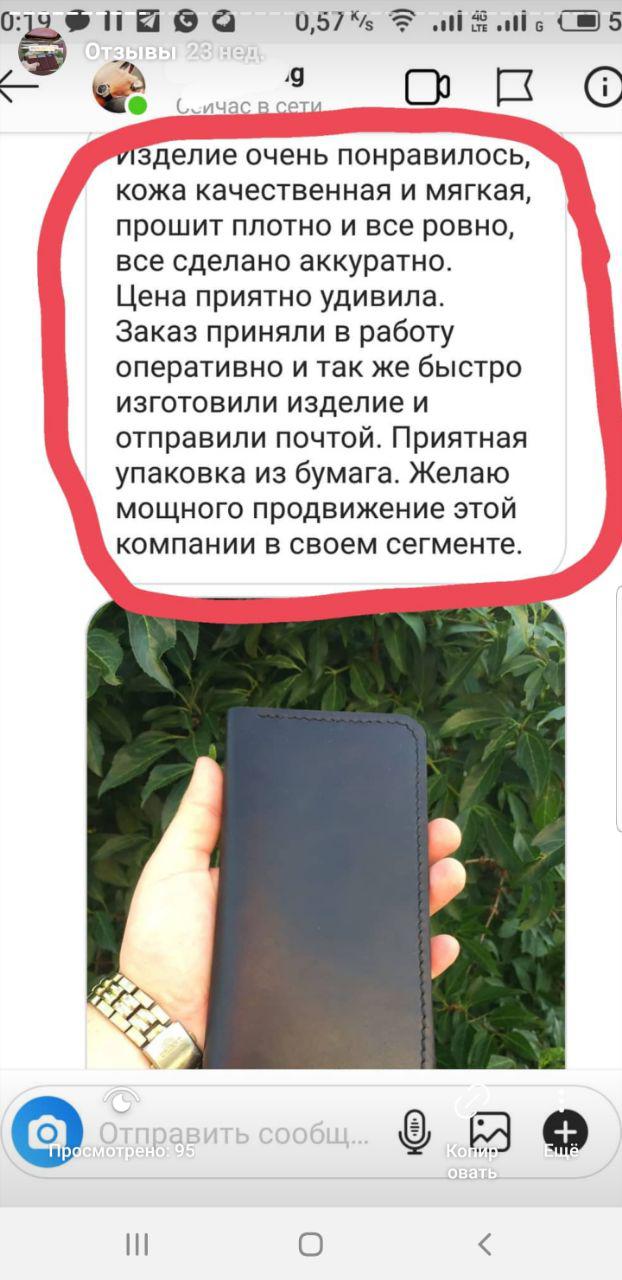 0:19
0,57 K/s
4G
LTE
G
5
Отзывы 23 нед.
.g
Сейчас в сети
Изделие очень понравилось,
кожа качественная и мягкая,
прошит плотно и все ровно,
все сделано аккуратно.
Цена приятно удивила.
Заказ приняли в работу
оперативно и так же быстро
изготовили изделие и
отправили почтой. Приятная
упаковка из бумага. Желаю
мощного продвижение этой
компании в своем сегменте.
Отправить сообщ...
Просмотрено: 95
Копир
овать
Ещё